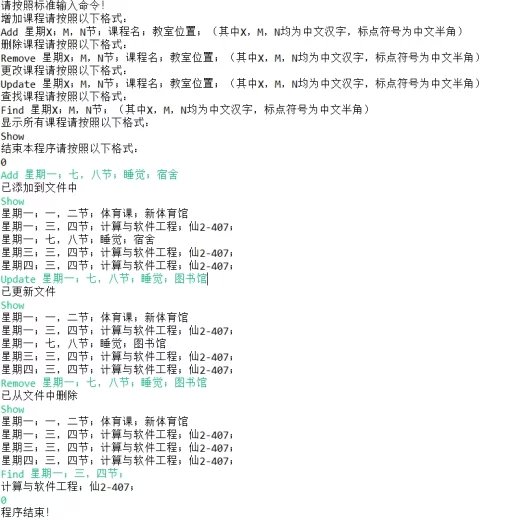 请按照标准输入命令！
增加课程请按照以下格式：
Add 星期X；M，N节；课程名；教室位置；（其中X，M，N均为中文汉字，标点符号为中文半角）
删除课程请按照以下格式：
Remove 星期X；M，N节；课程名；教室位置；（其中X，M，N均为中文汉字，标点符号为中文半角）
更改课程请按照以下格式：
Update 星期X；M，N节；课程名；教室位置；（其中X，M，N均为中文汉字，标点符号为中文半角）
查找课程请按照以下格式：
Find 星期X；M，N节；（其中X，M，N均为中文汉字，标点符号为中文半角）
显示所有课程请按照以下格式：
Show
结束本程序请按照以下格式：
0
Add 星期一；七，八节；睡觉；宿舍
已添加到文件中
Show
星期一；一，二节；体育课；新体育馆
星期一；三，四节；计算与软件工程；仙2-407；
星期一；七，八节；睡觉；宿舍
星期三；三，四节；计算与软件工程；仙2-407；
星期四；三，四节；计算与软件工程；仙2-407；
Update 星期一；七，八节；睡觉；图书馆
已更新文件
Show
星期一；一，二节；体育课；新体育馆
星期一；三，四节；计算与软件工程；仙2-407；
星期一；七，八节；睡觉；图书馆
星期三；三，四节；计算与软件工程；仙2-407；
星期四；三，四节；计算与软件工程；仙2-407；
Remove 星期一；七，八节；睡觉；图书馆
已从文件中删除
Show
星期一；一，二节；体育课；新体育馆
星期一；三，四节；计算与软件工程；仙2-407；
星期三；三，四节；计算与软件工程；仙2-407；
星期四；三，四节；计算与软件工程；仙2-407；
Find 星期一；三，四节；
计算与软件工程；仙2-407；
0
程序结束！